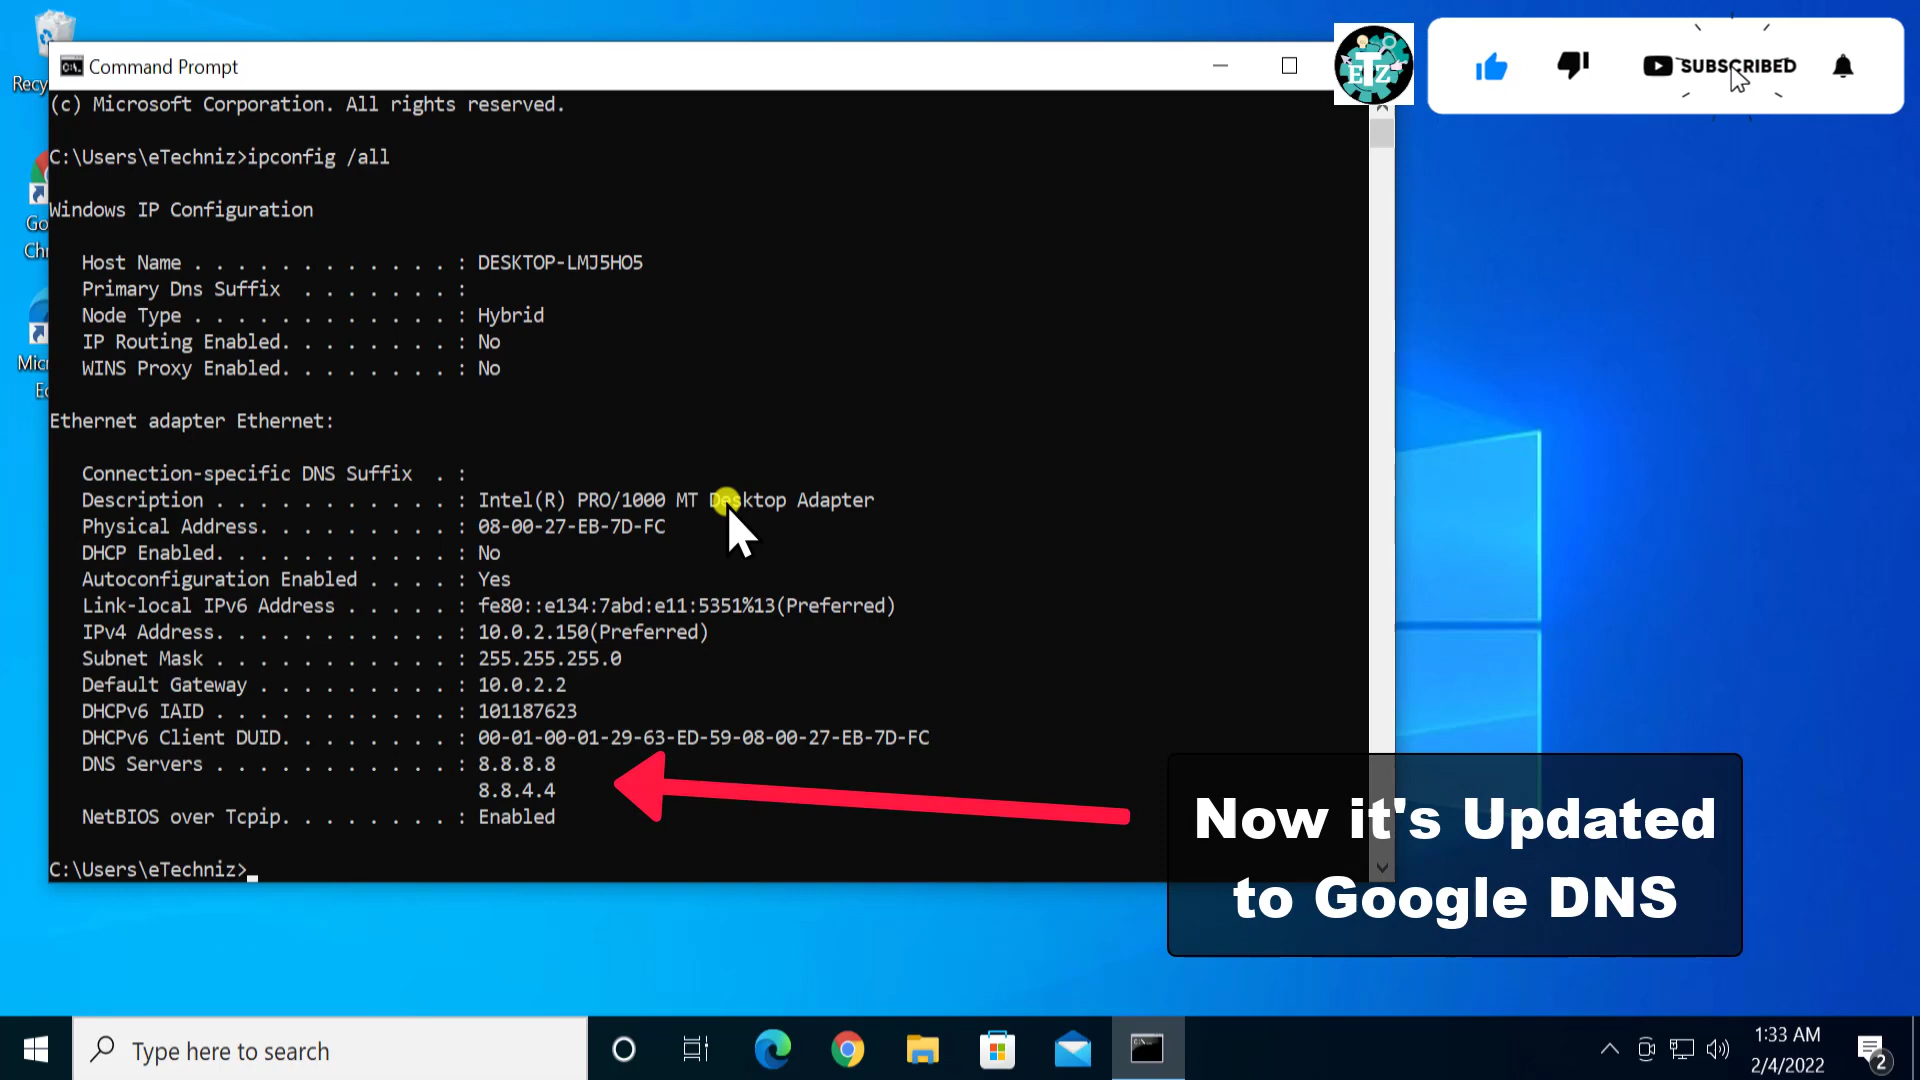 Recy
Command Prompt
ETZ
SUBSCRIBED
(c) Microsoft Corporation. All rights reserved.
C:\Users\eTechniz>ipconfig /all
Go
Chr
Windows IP Configuration
Host Name . . . . . . . . . . . . : DESKTOP-LMJ5HO5
Primary Dns Suffix  . . . . . . . :
Node Type . . . . . . . . . . . . : Hybrid
IP Routing Enabled. . . . . . . . : No
WINS Proxy Enabled. . . . . . . . : No
Mic
Ec
Ethernet adapter Ethernet:
Connection-specific DNS Suffix  . :
Description . . . . . . . . . . . : Intel(R) PRO/1000 MT Desktop Adapter
Physical Address. . . . . . . . . : 08-00-27-EB-7D-FC
DHCP Enabled. . . . . . . . . . . : No
Autoconfiguration Enabled . . . . : Yes
Link-local IPv6 Address . . . . . : fe80::e134:7abd:e11:5351%13(Preferred)
IPv4 Address. . . . . . . . . . . : 10.0.2.150(Preferred)
Subnet Mask . . . . . . . . . . . : 255.255.255.0
Default Gateway . . . . . . . . . : 10.0.2.2
DHCPv6 IAID . . . . . . . . . . . : 101187623
DHCPv6 Client DUID. . . . . . . . : 00-01-00-01-29-63-ED-59-08-00-27-EB-7D-FC
DNS Servers . . . . . . . . . . . : 8.8.8.8
8.8.4.4
NetBIOS over Tcpip. . . . . . . . : Enabled
C:\Users\eTechniz>
Now it's Updated
to Google DNS
Type here to search
1:33 AM
2/4/2022
2